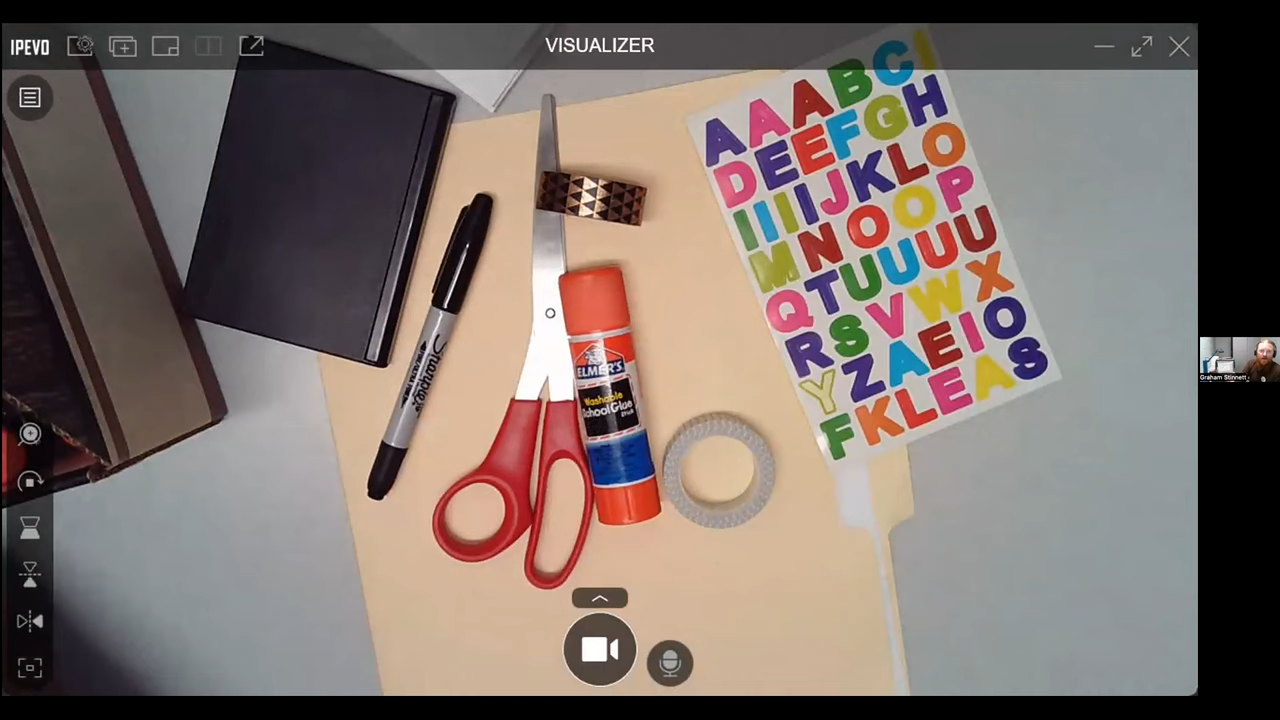 IPEVO
VISUALIZER
A A A B C I
D E E F G H
I I I J K L O
M N O O P
Q T U U U U
R S V W X
Y Z A E I O
F K L E A S
Sharpie
ELMER'S
Washable
School Glue
Graham Stinnett